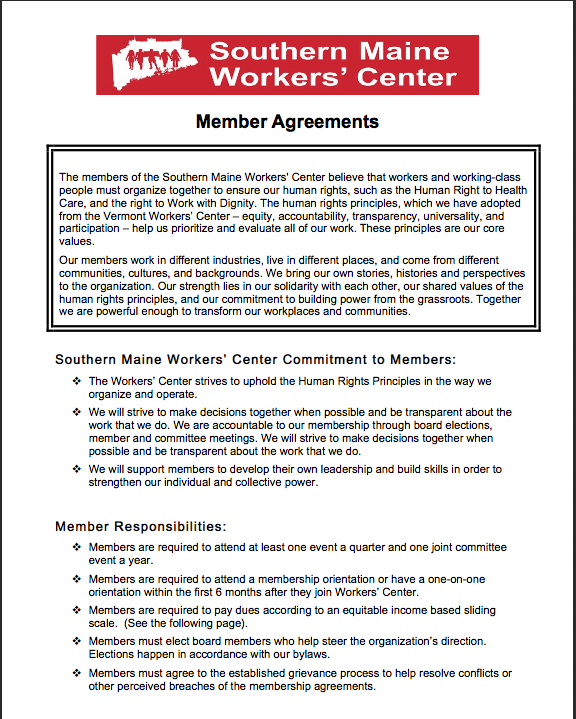 Southern Maine
Workers' Center
Member Agreements
The members of the Southern Maine Workers' Center believe that workers and working-class
people must organize together to ensure our human rights, such as the Human Right to Health
Care, and the right to Work with Dignity. The human rights principles, which we have adopted
from the Vermont Workers' Center – equity, accountability, transparency, universality, and
participation – help us prioritize and evaluate all of our work. These principles are our core
values.
Our members work in different industries, live in different places, and come from different
communities, cultures, and backgrounds. We bring our own stories, histories and perspectives
to the organization. Our strength lies in our solidarity with each other, our shared values of the
human rights principles, and our commitment to building power from the grassroots. Together
we are powerful enough to transform our workplaces and communities.
Southern Maine Workers' Center Commitment to Members:
❖ The Workers' Center strives to uphold the Human Rights Principles in the way we
organize and operate.
❖ We will strive to make decisions together when possible and be transparent about the
work that we do. We are accountable to our membership through board elections,
member and committee meetings. We will strive to make decisions together when
possible and be transparent about the work that we do.
❖ We will support members to develop their own leadership and build skills in order to
strengthen our individual and collective power.
Member Responsibilities:
❖ Members are required to attend at least one event a quarter and one joint committee
event a year.
❖ Members are required to attend a membership orientation or have a one-on-one
orientation within the first 6 months after they join Workers' Center.
❖ Members are required to pay dues according to an equitable income based sliding
scale. (See the following page).
❖ Members must elect board members who help steer the organization's direction.
Elections happen in accordance with our bylaws.
❖ Members must agree to the established grievance process to help resolve conflicts or
other perceived breaches of the membership agreements.